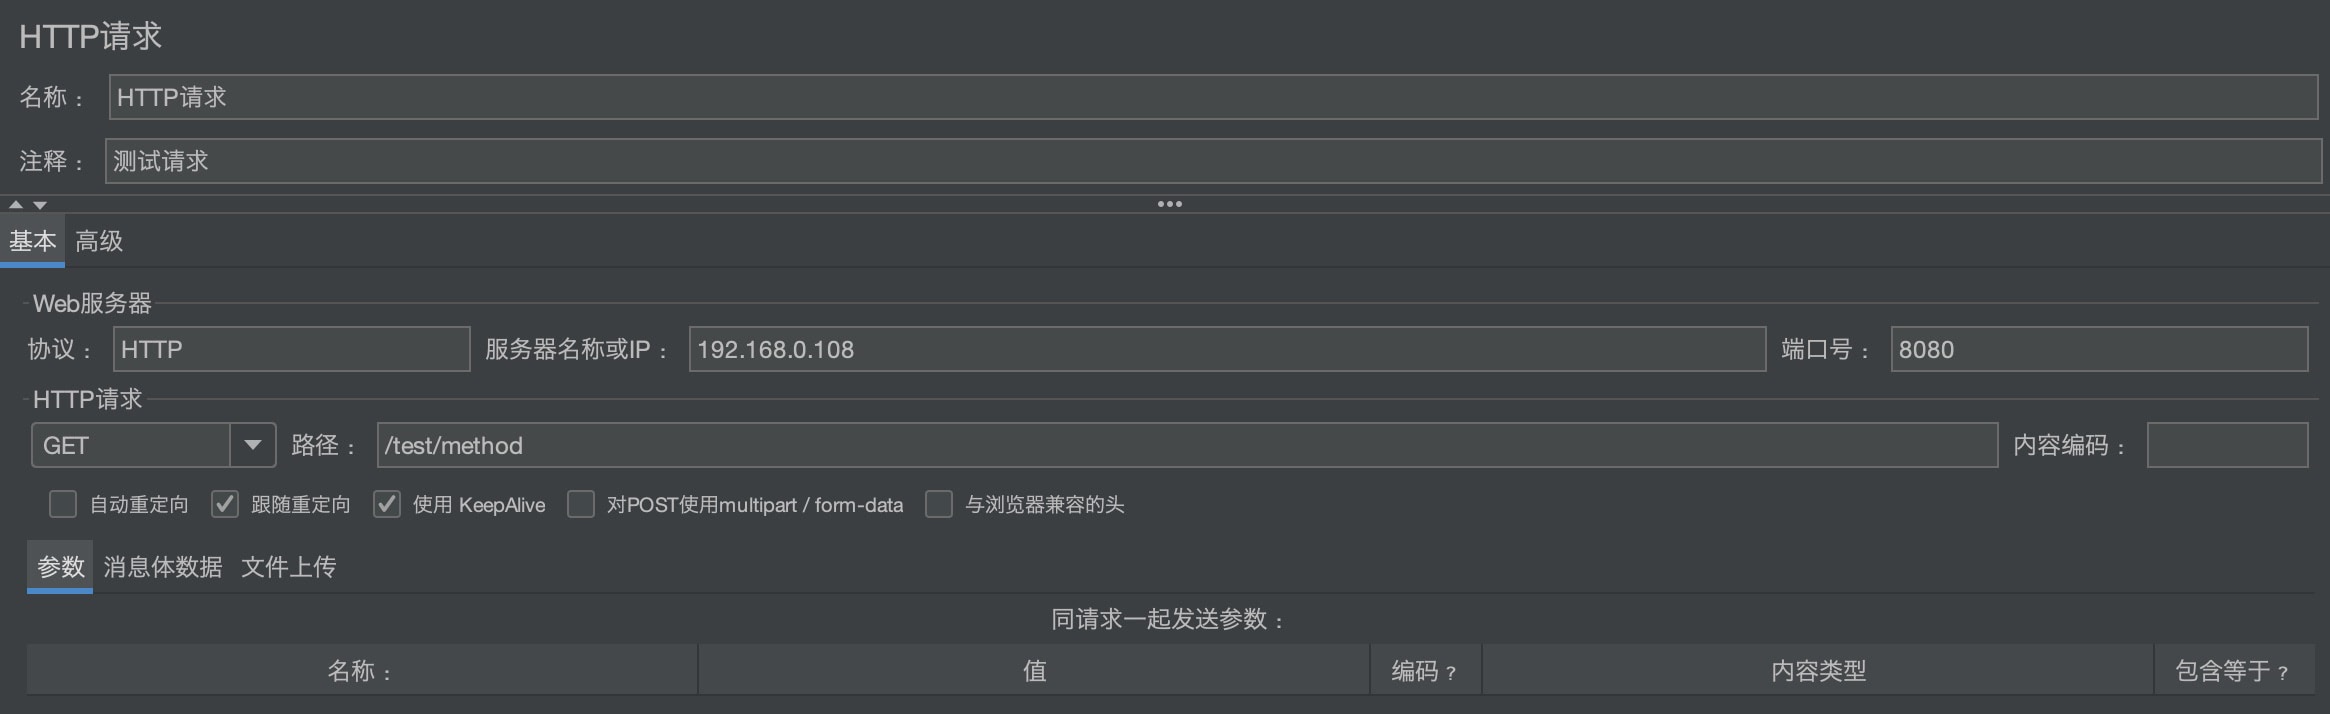 HTTP请求
名称： HTTP请求
注释： 测试请求
基本 高级
Web服务器
协议： HTTP 服务器名称或IP： 192.168.0.108 端口号： 8080
HTTP请求
GET 路径： /test/method 内容编码：
自动重定向 跟随重定向 使用 KeepAlive 对POST使用multipart / form-data 与浏览器兼容的头
参数 消息体数据 文件上传
同请求一起发送参数：
名称： 值 编码？ 内容类型 包含等于？